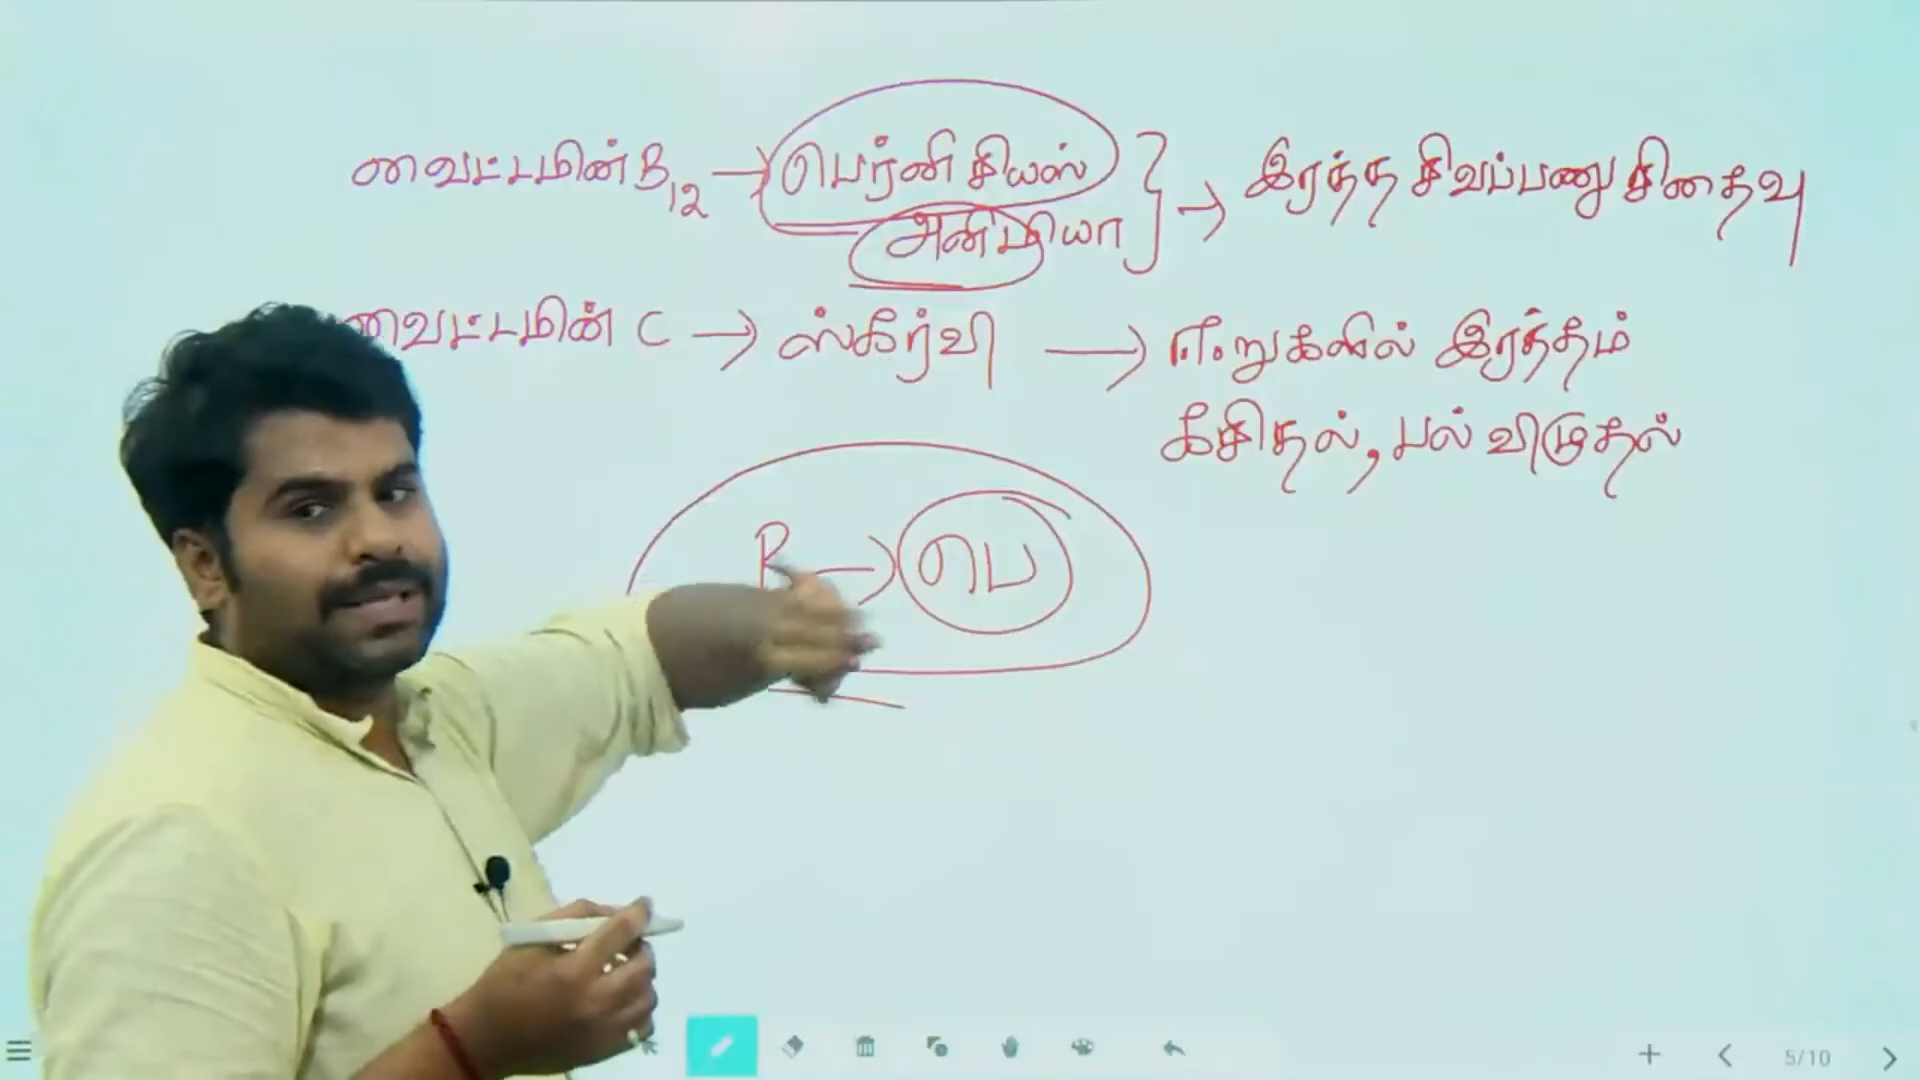 வைட்டமின் B12 → பெர்னிசியஸ் அனிமியா } → இரத்த சிவப்பணு சிதைவு
வைட்டமின் C → ஸ்கர்வி → ஈறுகளில் இரத்தம்
கசிதல், பல் விழுதல்
→ பெ
5/10